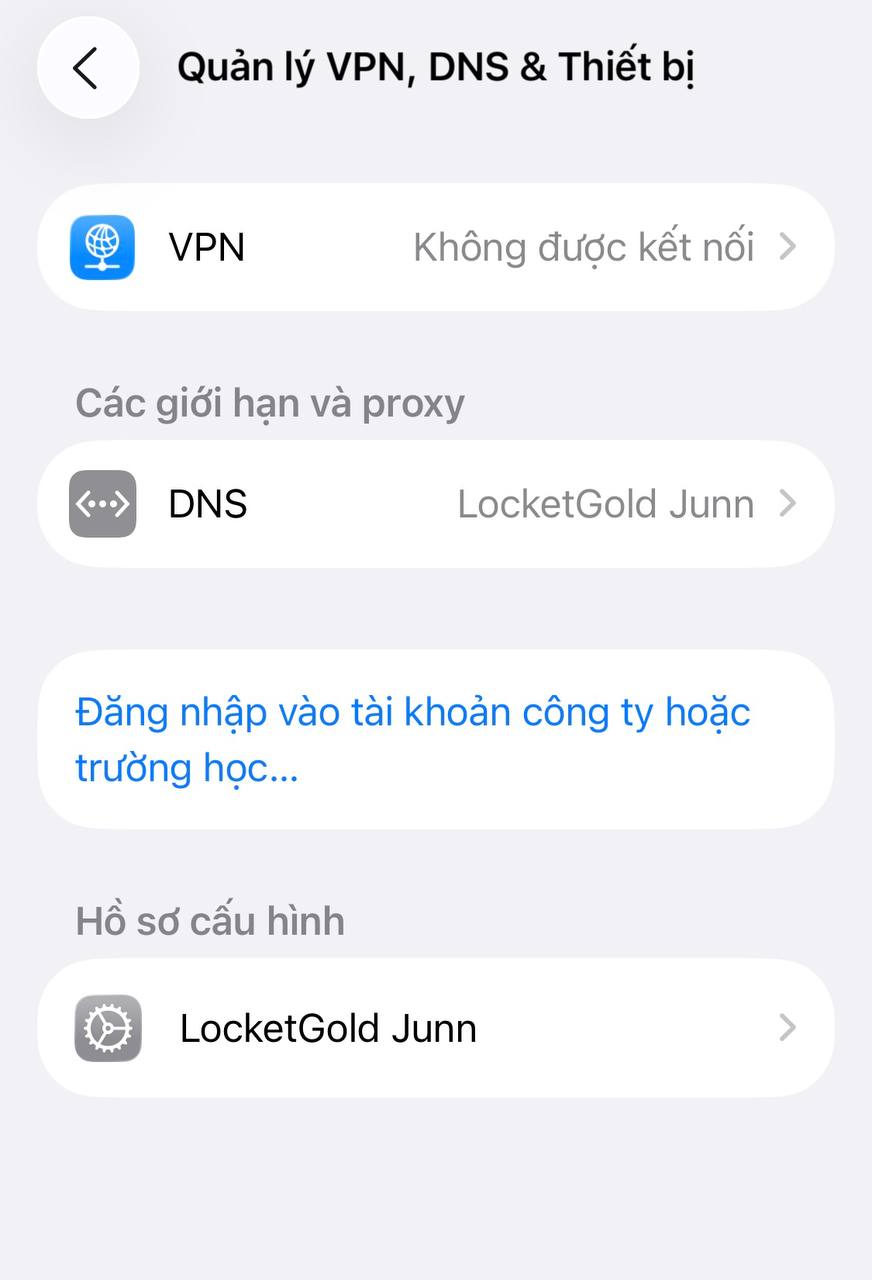 Quản lý VPN, DNS & Thiết bị
VPN Không được kết nối
Các giới hạn và proxy
DNS LocketGold Junn
Đăng nhập vào tài khoản công ty hoặc
trường học...
Hồ sơ cấu hình
LocketGold Junn